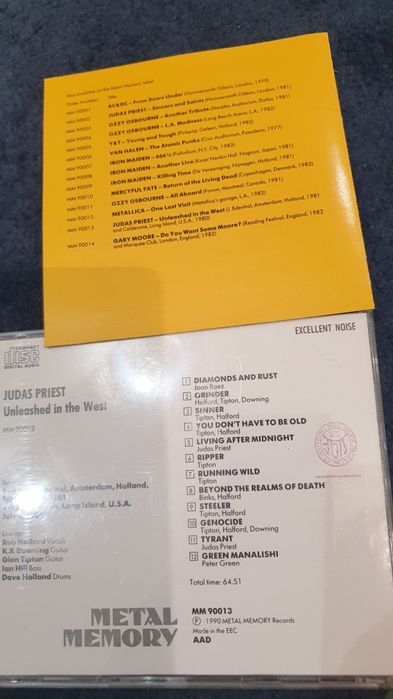 Also available on the Metal Memory label:
Order Number: Title:
MM 90001 AC&DC – From Down Under (Hammersmith Odeon, London, 1979)
MM 90002 JUDAS PRIEST – Sinners and Saints (Hammersmith Odeon, London, 1981)
MM 90003 OZZY OSBOURNE – Another Tribute (Starplex Auditorium, Dallas, 1981)
MM 90004 OZZY OSBOURNE – L.A. Madness (Long Beach Arena, L.A., 1982)
MM 90005 Y&T – Young and Tough (Pinkpop, Geleen, Holland, 1982)
MM 90006 VAN HALEN – The Atomic Punks (Civic Auditorium, Pasadena, 1977)
MM 90007 IRON MAIDEN – 666½ (Palladium, N.Y. City, 1982)
MM 90008 IRON MAIDEN – Another Live (Kosei Nenkin Hall, Nagoya, Japan, 1981)
MM 90009 IRON MAIDEN – Killing Time (De Vereeniging, Nijmegen, Holland, 1981)
MM 90010 MERCYFUL FATE – Return of the Living Dead (Copenhagen, Denmark, 1982)
MM 90011 OZZY OSBOURNE – All Aboard (Forum, Montreal, Canada, 1981)
MM 90012 METALLICA – One Last Visit (Metallica's garage, L.A., 1982)
MM 90013 JUDAS PRIEST – Unleashed in the West (J. Edenhal, Amsterdam, Holland, 1981
and Calderone, Long Island, U.S.A., 1980)
MM 90014 GARY MOORE – Do You Want Some Moore? (Reading Festival, England, 1982
and Marquee Club, London, England, 1982)
COMPACT
disc
DIGITAL AUDIO
EXCELLENT NOISE
JUDAS PRIEST
Unleashed in the West
MM 90013
1 DIAMONDS AND RUST
Joan Baez
2 GRINDER
Halford, Tipton, Downing
3 SINNER
Tipton, Halford
4 YOU DON'T HAVE TO BE OLD
Tipton, Halford
5 LIVING AFTER MIDNIGHT
Judas Priest
6 RIPPER
Tipton
7 RUNNING WILD
Tipton
8 BEYOND THE REALMS OF DEATH
Binks, Halford
9 STEELER
Tipton, Halford
10 GENOCIDE
Tipton, Halford, Downing
11 TYRANT
Judas Priest
12 GREEN MANALISHI
Peter Green
Total time: 64.51
Amsterdam, Holland,
1981
Long Island, U.S.A.
July
Line up:
Rob Halford Vocals
K.K Downing Guitar
Glen Tipton Guitar
Ian Hill Bass
Dave Holland Drums
METAL
MEMORY
MM 90013
Ⓟ 1990 METAL MEMORY Records
Made in the EEC
AAD